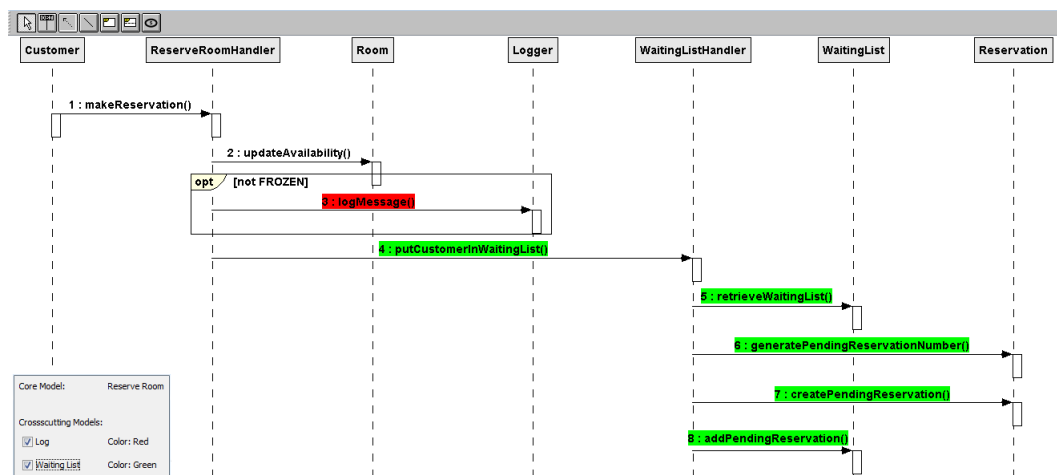 Customer ReserveRoomHandler Room Logger WaitingListHandler WaitingList Reservation
1 : makeReservation()
2 : updateAvailability()
opt [not FROZEN]
3 : logMessage()
4 : putCustomerInWaitingList()
5 : retrieveWaitingList()
6 : generatePendingReservationNumber()
7 : createPendingReservation()
8 : addPendingReservation()
Core Model: Reserve Room
Crossscutting Models:
Log Color: Red
Waiting List Color: Green